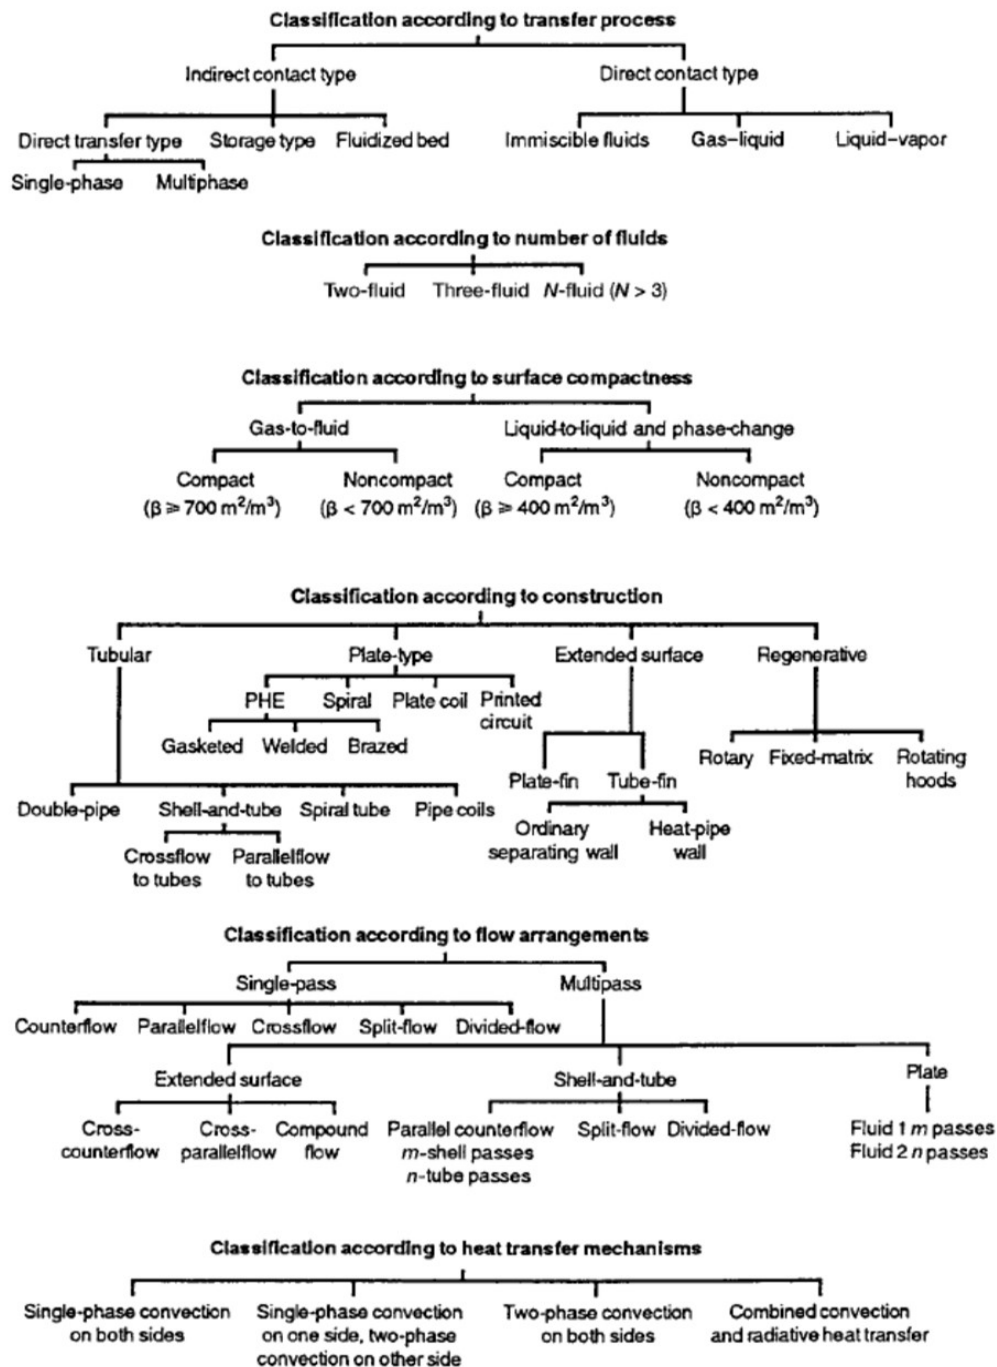 Classification according to transfer process
Indirect contact type Direct contact type
Direct transfer type Storage type Fluidized bed Immiscible fluids Gas–liquid Liquid–vapor
Single-phase Multiphase
Classification according to number of fluids
Two-fluid Three-fluid N-fluid (N > 3)
Classification according to surface compactness
Gas-to-fluid Liquid-to-liquid and phase-change
Compact Noncompact Compact Noncompact
(β ≥ 700 m²/m³) (β < 700 m²/m³) (β ≥ 400 m²/m³) (β < 400 m²/m³)
Classification according to construction
Tubular Plate-type Extended surface Regenerative
PHE Spiral Plate coil Printed
circuit
Gasketed Welded Brazed
Rotary Fixed-matrix Rotating
hoods
Plate-fin Tube-fin
Double-pipe Shell-and-tube Spiral tube Pipe coils
Ordinary Heat-pipe
separating wall wall
Crossflow Parallelflow
to tubes to tubes
Classification according to flow arrangements
Single-pass Multipass
Counterflow Parallelflow Crossflow Split-flow Divided-flow
Extended surface Shell-and-tube Plate
Cross- Cross- Compound Parallel counterflow Split-flow Divided-flow Fluid 1 m passes
counterflow parallelflow flow m-shell passes Fluid 2 n passes
n-tube passes
Classification according to heat transfer mechanisms
Single-phase convection Single-phase convection Two-phase convection Combined convection
on both sides on one side, two-phase on both sides and radiative heat transfer
convection on other side